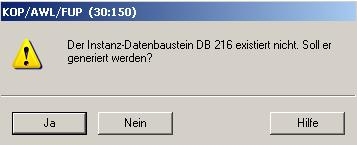 KOP/AWL/FUP (30:150)
Der Instanz-Datenbaustein DB 216 existiert nicht. Soll er
generiert werden?
Ja
Nein
Hilfe